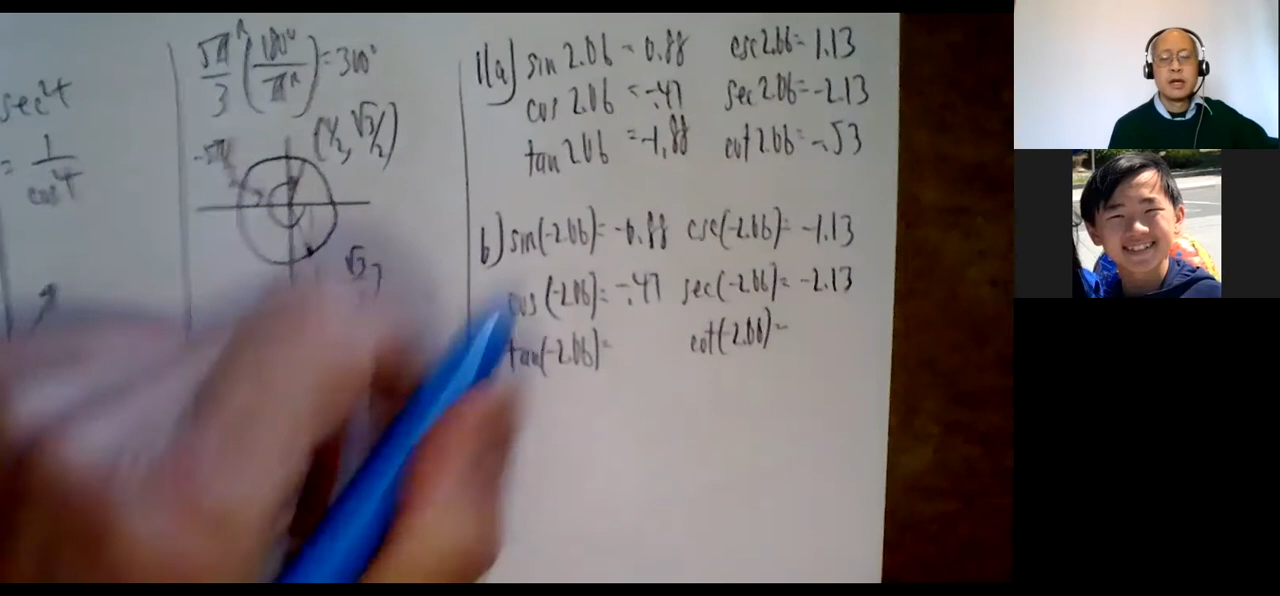 sec⁴
= 1/cos⁴
5π^R/3 (180°/π^R) = 300°
(1/2, √3/2)
√3
1(a) sin 2.06 = 0.88 csc 2.06 = 1.13
cos 2.06 = -.47 sec 2.06 = -2.13
tan 2.06 = -1.88 cot 2.06 = -.53
b) sin(-2.06) = -0.88 csc(-2.06) = -1.13
cos(-2.06) = -.47 sec(-2.06) = -2.13
tan(-2.06) = cot(-2.06) =